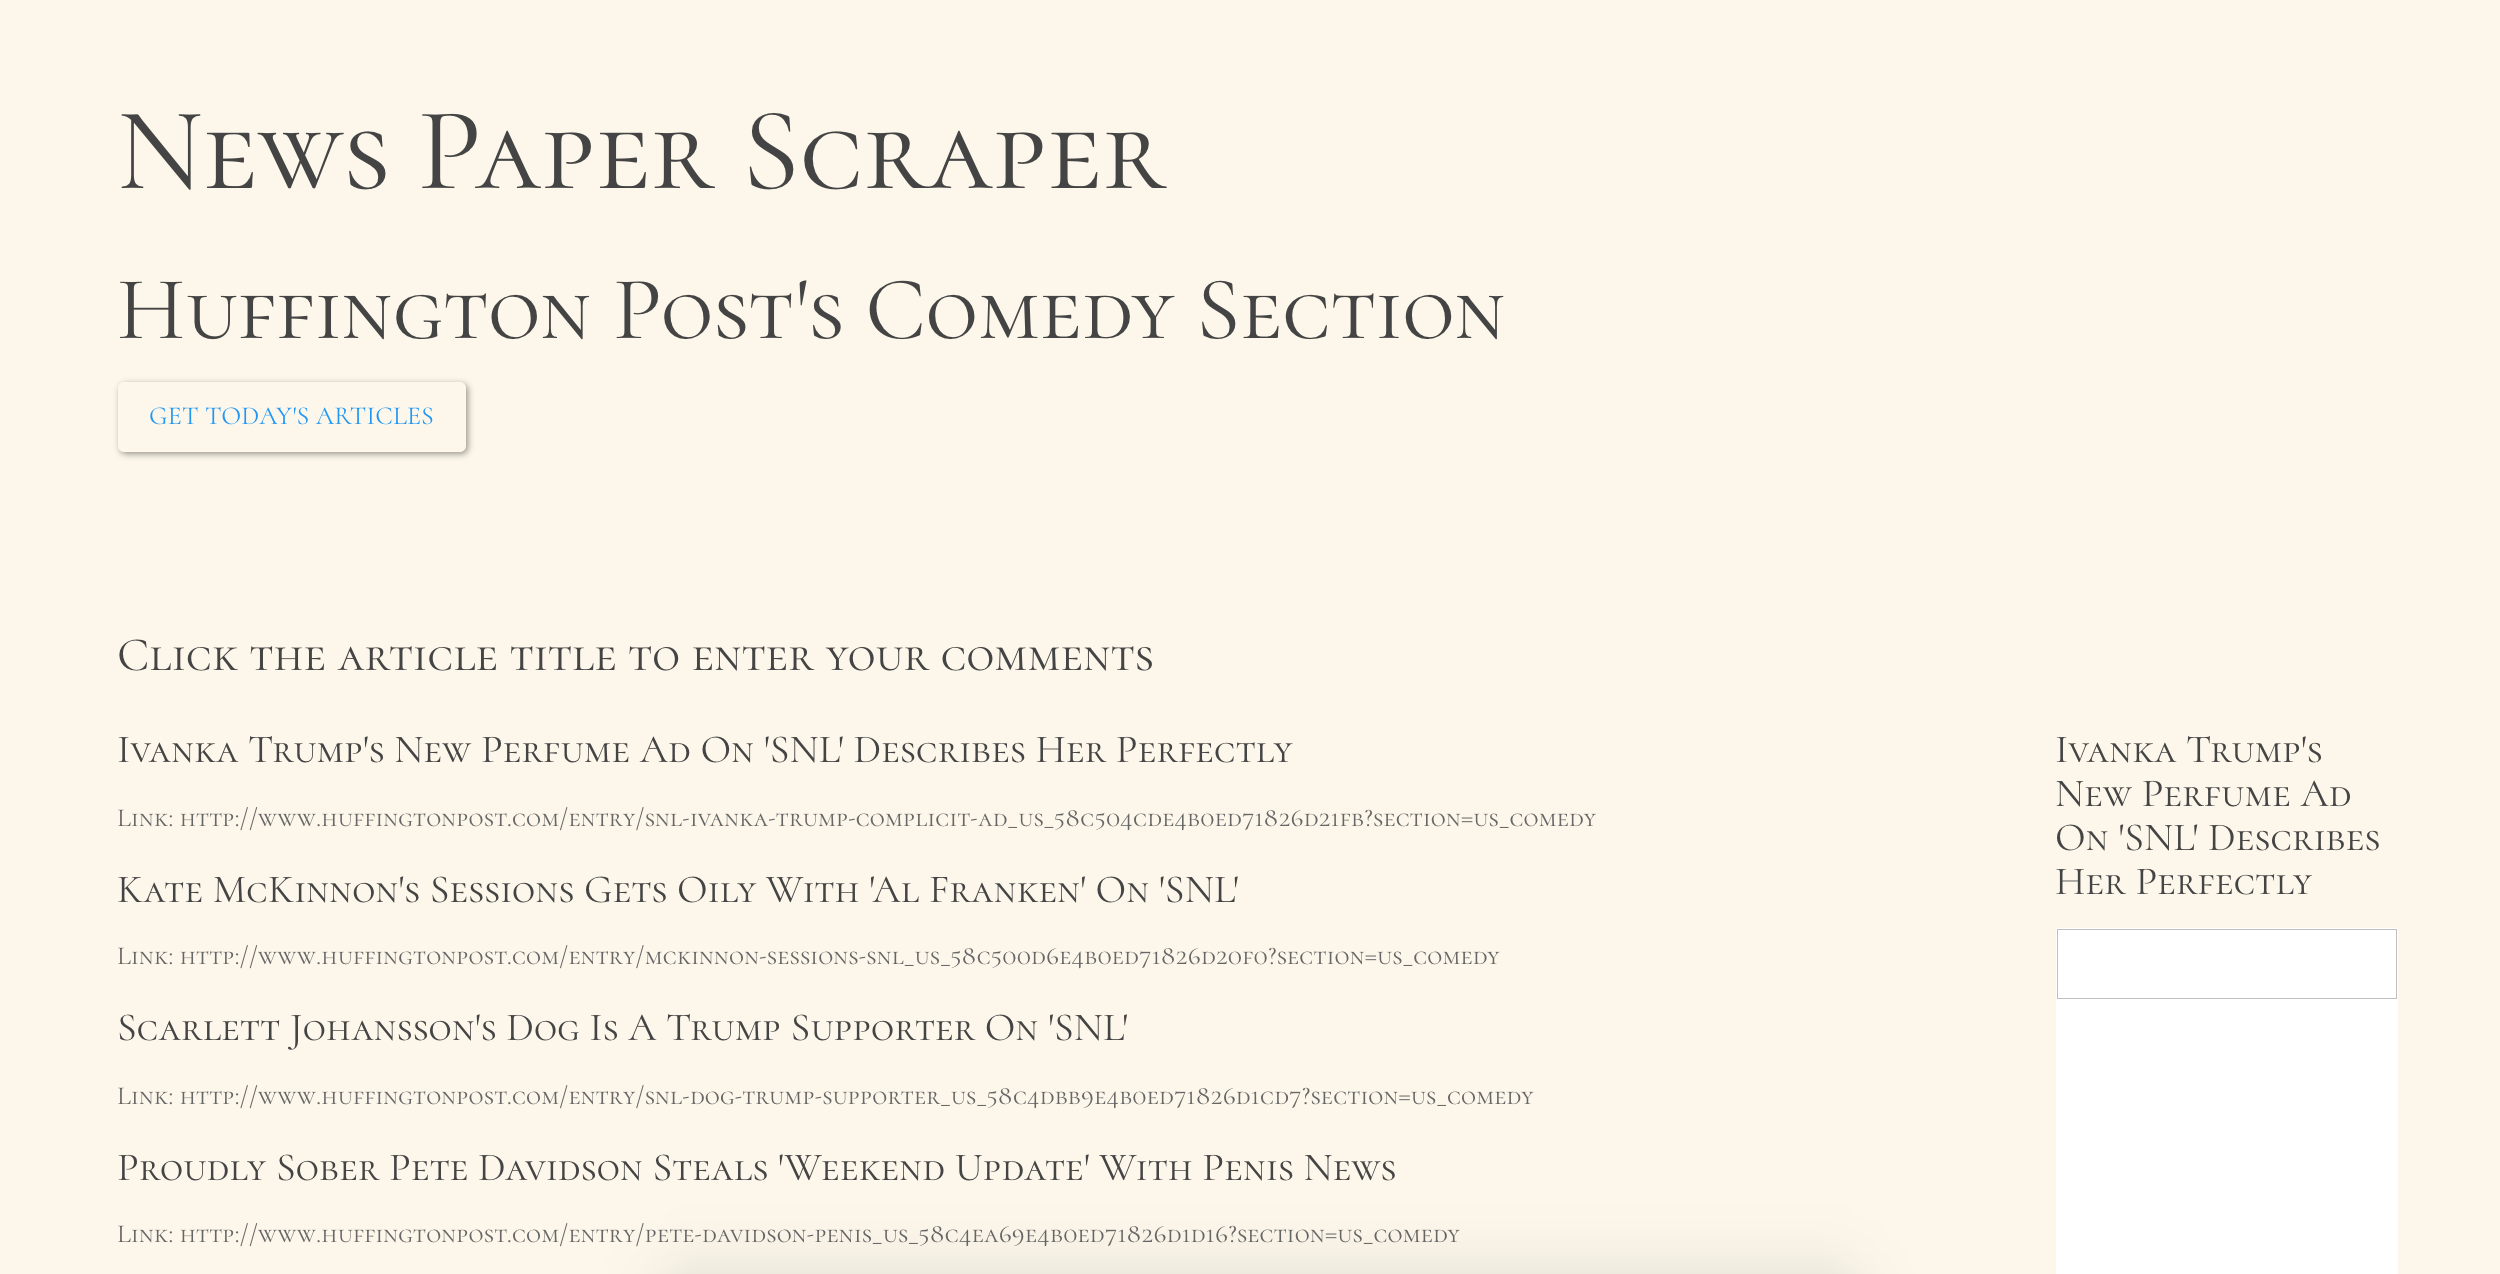 News Paper Scraper
Huffington Post's Comedy Section
GET TODAY'S ARTICLES
Click the article title to enter your comments
Ivanka Trump's New Perfume Ad On 'SNL' Describes Her Perfectly
Link: http://www.huffingtonpost.com/entry/snl-ivanka-trump-complicit-ad_us_58c504cde4b0ed71826d21fb?section=us_comedy
Kate McKinnon's Sessions Gets Oily With 'Al Franken' On 'SNL'
Link: http://www.huffingtonpost.com/entry/mckinnon-sessions-snl_us_58c500d6e4b0ed71826d20f0?section=us_comedy
Scarlett Johansson's Dog Is A Trump Supporter On 'SNL'
Link: http://www.huffingtonpost.com/entry/snl-dog-trump-supporter_us_58c4dbb9e4b0ed71826d1cd7?section=us_comedy
Proudly Sober Pete Davidson Steals 'Weekend Update' With Penis News
Link: http://www.huffingtonpost.com/entry/pete-davidson-penis_us_58c4ea69e4b0ed71826d1d16?section=us_comedy
Ivanka Trump's
New Perfume Ad
On 'SNL' Describes
Her Perfectly